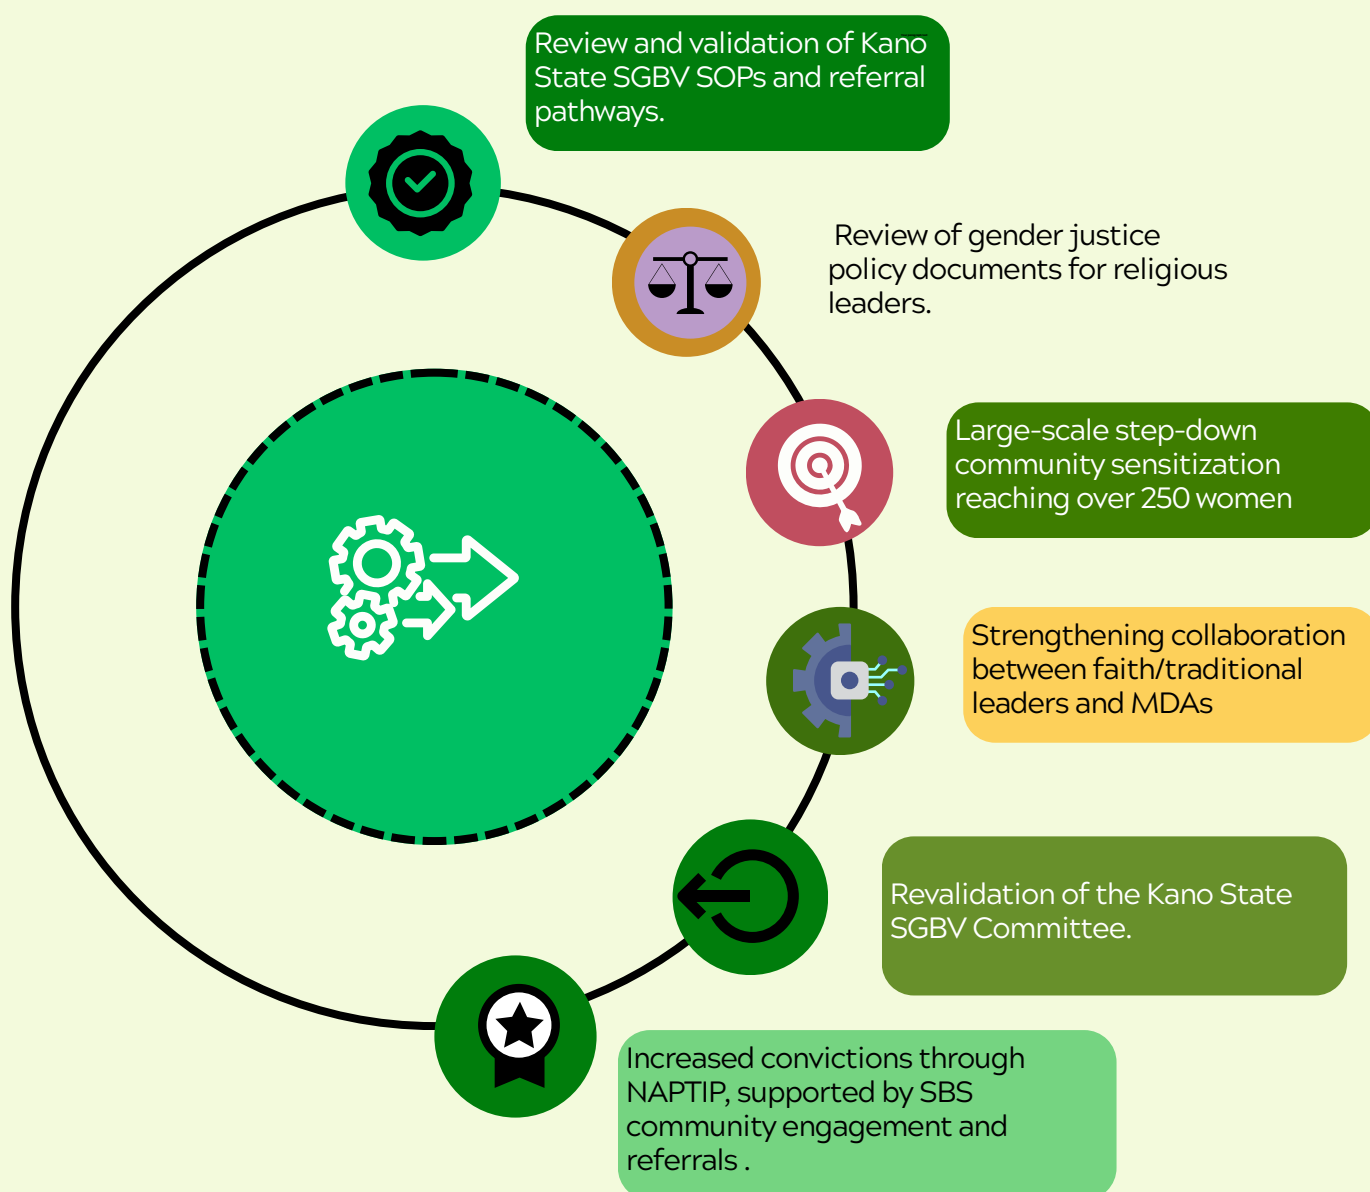 Review and validation of Kano
State SGBV SOPs and referral
pathways.
Review of gender justice
policy documents for religious
leaders.
Large-scale step-down
community sensitization
reaching over 250 women
Strengthening collaboration
between faith/traditional
leaders and MDAs
Revalidation of the Kano State
SGBV Committee.
Increased convictions through
NAPTIP, supported by SBS
community engagement and
referrals .